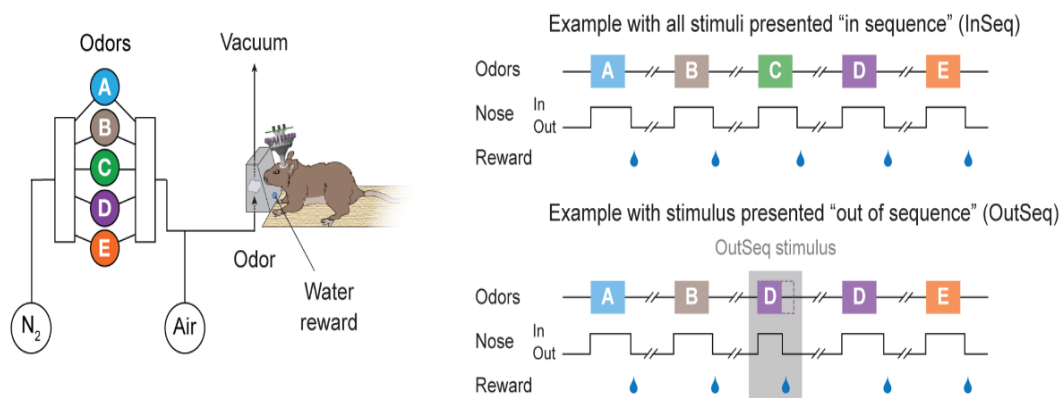 Odors
A
B
C
D
E
N2
Air
Vacuum
Odor
Water
reward
Example with all stimuli presented “in sequence” (InSeq)
Odors A B C D E
Nose In
Out
Reward
Example with stimulus presented “out of sequence” (OutSeq)
OutSeq stimulus
Odors A B D D E
Nose In
Out
Reward